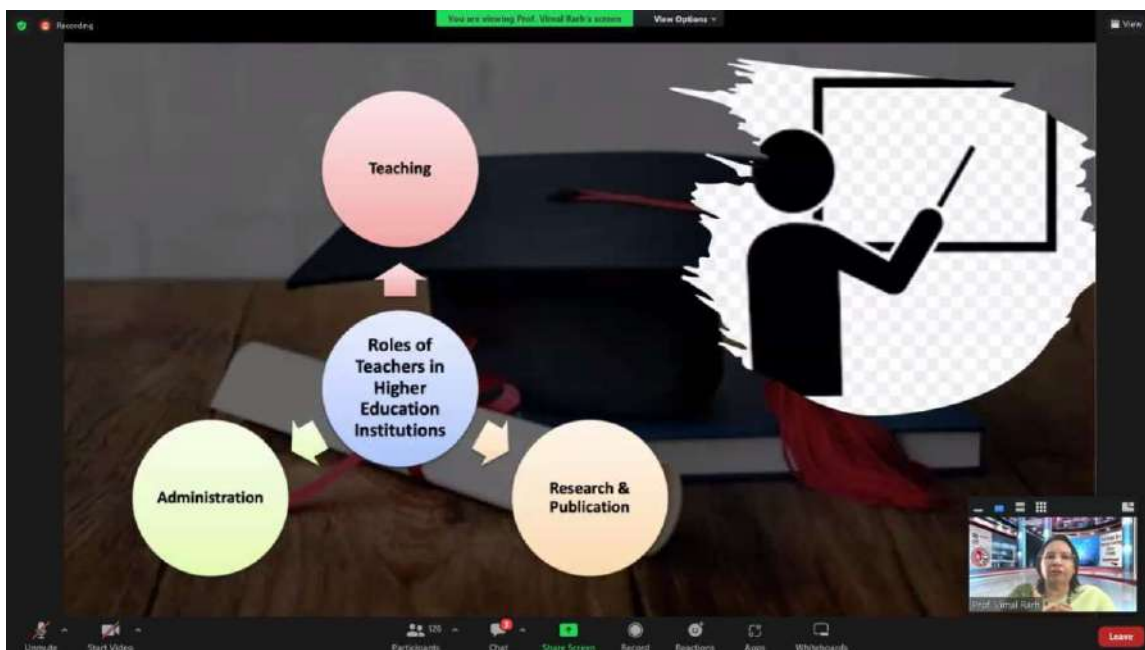 Recording
You are viewing Prof. Vimal Rarh's screen
View Options
View
Teaching
Roles of
Teachers in
Higher
Education
Institutions
Administration
Research &
Publication
Prof. Vimal Rarh
Unmute
Start Video
Participants
Chat
Share Screen
Record
Reactions
Apps
Whiteboards
Leave